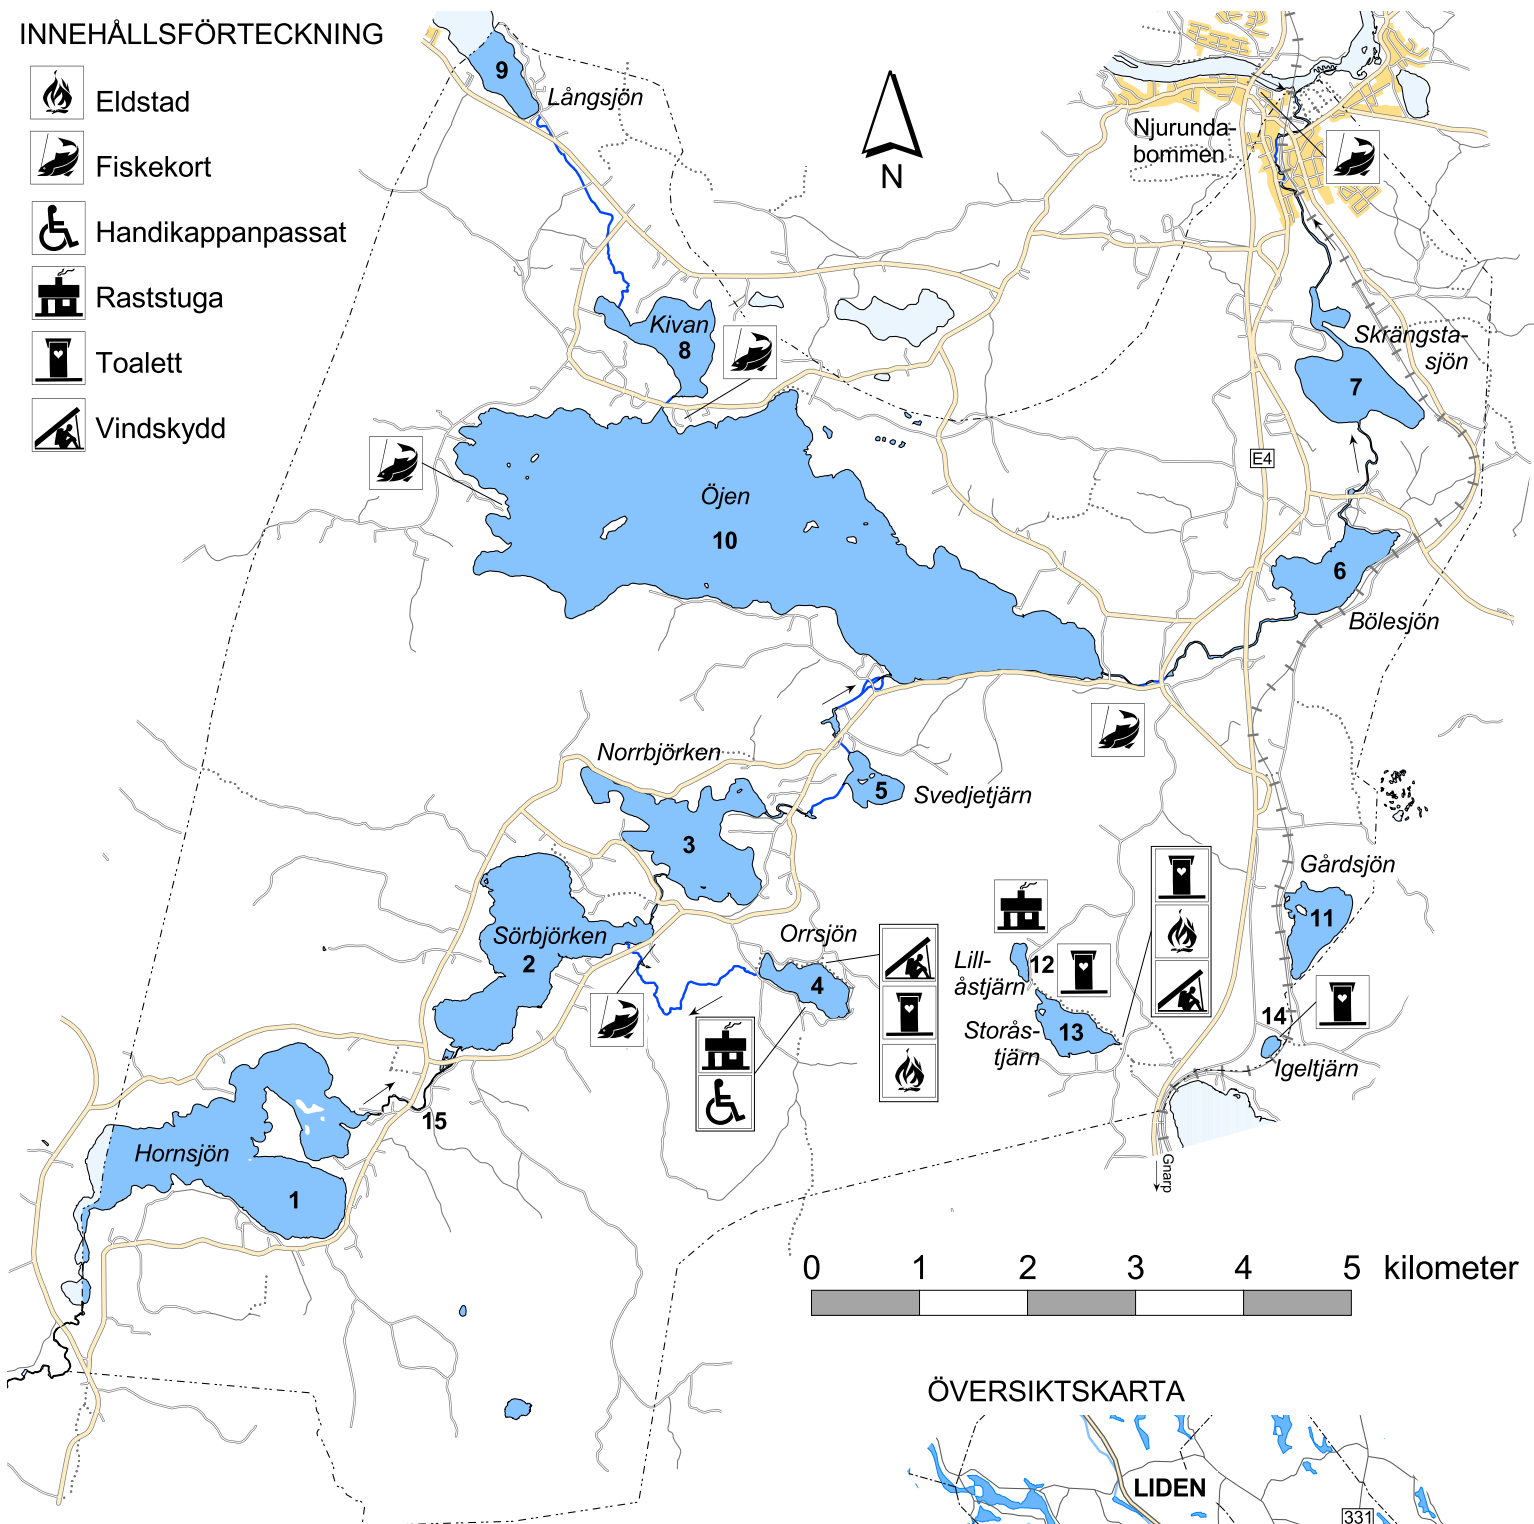 INNEHÅLLSFÖRTECKNING
Eldstad
Fiskekort
Handikappanpassat
Raststuga
Toalett
Vindskydd
9
Långsjön
N
Njurunda-
bommen
Kivan
8
Skrängsta-
sjön
7
E4
Öjen
10
6
Bölesjön
Norrbjörken
5
Svedjetjärn
3
Gårdsjön
11
Sörbjörken
2
Orrsjön
4
Lill-
åstjärn
12
Storås-
tjärn
13
14
Igeltjärn
15
Hornsjön
1
Gnarp
0 1 2 3 4 5 kilometer
ÖVERSIKTSKARTA
LIDEN
331